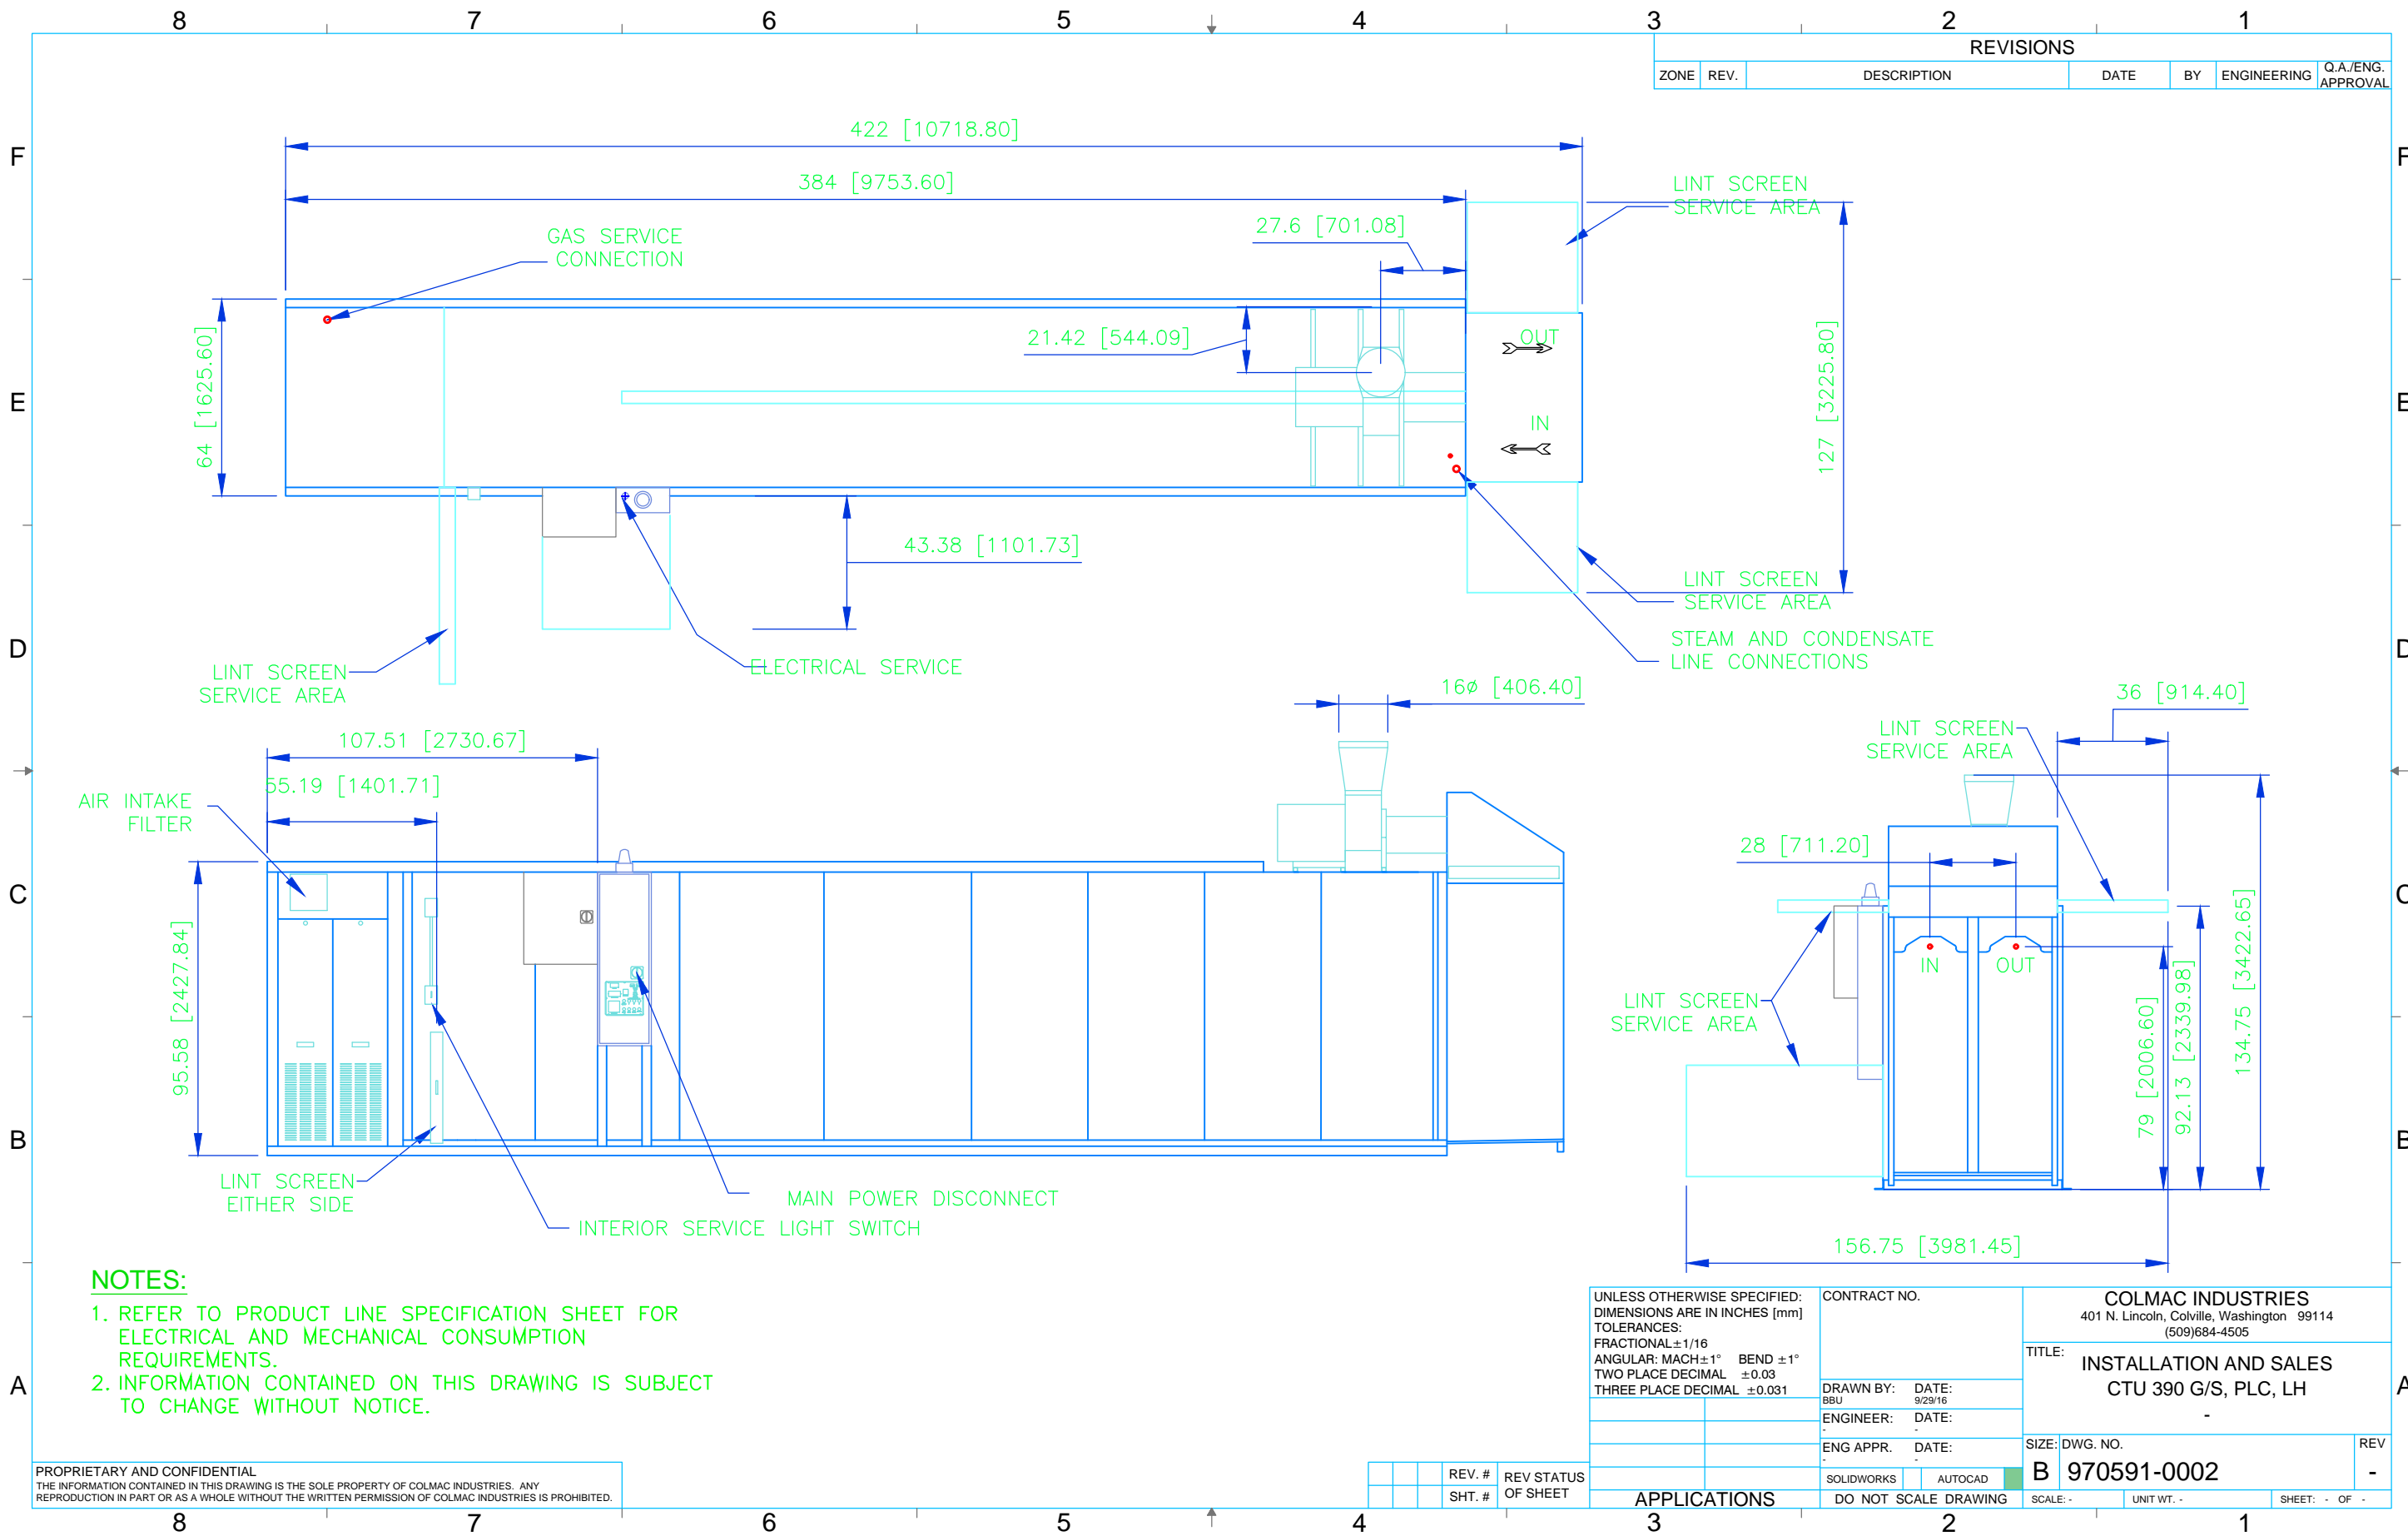 8 7 6 5 4 3 2 1
REVISIONS
ZONE REV. DESCRIPTION DATE BY ENGINEERING Q.A./ENG. APPROVAL
F F
422 [10718.80]
384 [9753.60]
LINT SCREEN
SERVICE AREA
27.6 [701.08]
GAS SERVICE
CONNECTION
21.42 [544.09]
OUT
64 [1625.60]
127 [3225.80]
E E
IN
43.38 [1101.73]
LINT SCREEN
SERVICE AREA
STEAM AND CONDENSATE
LINE CONNECTIONS
D D
ELECTRICAL SERVICE
LINT SCREEN
SERVICE AREA
16ø [406.40]
36 [914.40]
LINT SCREEN
SERVICE AREA
107.51 [2730.67]
55.19 [1401.71]
AIR INTAKE
FILTER
28 [711.20]
C C
95.58 [2427.84]
IN OUT
LINT SCREEN
SERVICE AREA
79 [2006.60]
92.13 [2339.98]
134.75 [3422.65]
B B
LINT SCREEN
EITHER SIDE
MAIN POWER DISCONNECT
INTERIOR SERVICE LIGHT SWITCH
156.75 [3981.45]
NOTES:
1. REFER TO PRODUCT LINE SPECIFICATION SHEET FOR
ELECTRICAL AND MECHANICAL CONSUMPTION
REQUIREMENTS.
2. INFORMATION CONTAINED ON THIS DRAWING IS SUBJECT
TO CHANGE WITHOUT NOTICE.
A A
UNLESS OTHERWISE SPECIFIED:
DIMENSIONS ARE IN INCHES [mm]
TOLERANCES:
FRACTIONAL±1/16
ANGULAR: MACH±1° BEND ±1°
TWO PLACE DECIMAL ±0.03
THREE PLACE DECIMAL ±0.031
CONTRACT NO.
DRAWN BY: DATE:
BBU 9/29/16
ENGINEER: DATE:
- -
ENG APPR. DATE:
- -
SOLIDWORKS AUTOCAD
COLMAC INDUSTRIES
401 N. Lincoln, Colville, Washington 99114
(509)684-4505
TITLE:
INSTALLATION AND SALES
CTU 390 G/S, PLC, LH
-
SIZE: DWG. NO. REV
B 970591-0002 -
APPLICATIONS
DO NOT SCALE DRAWING
SCALE: - UNIT WT. - SHEET: - OF -
REV. #
SHT. #
REV STATUS
OF SHEET
PROPRIETARY AND CONFIDENTIAL
THE INFORMATION CONTAINED IN THIS DRAWING IS THE SOLE PROPERTY OF COLMAC INDUSTRIES. ANY
REPRODUCTION IN PART OR AS A WHOLE WITHOUT THE WRITTEN PERMISSION OF COLMAC INDUSTRIES IS PROHIBITED.
8 7 6 5 4 3 2 1